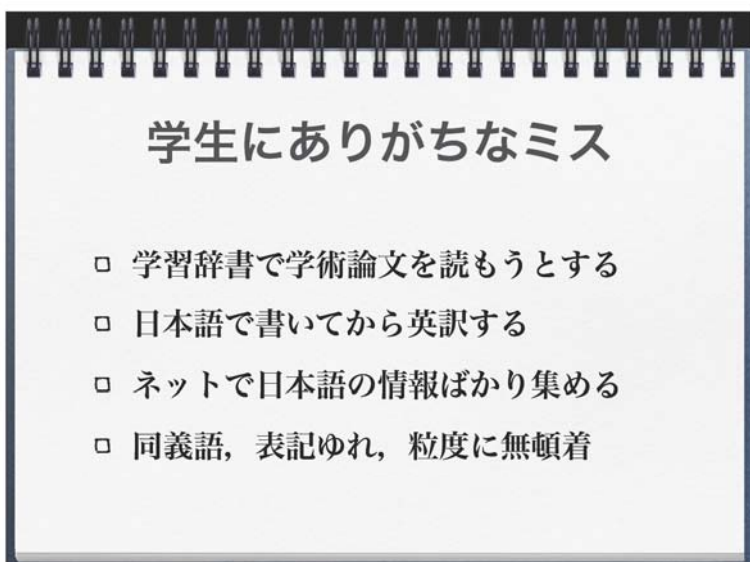 学生にありがちなミス
学習辞書で学術論文を読もうとする
日本語で書いてから英訳する
ネットで日本語の情報ばかり集める
同義語，表記ゆれ，粒度に無頓着